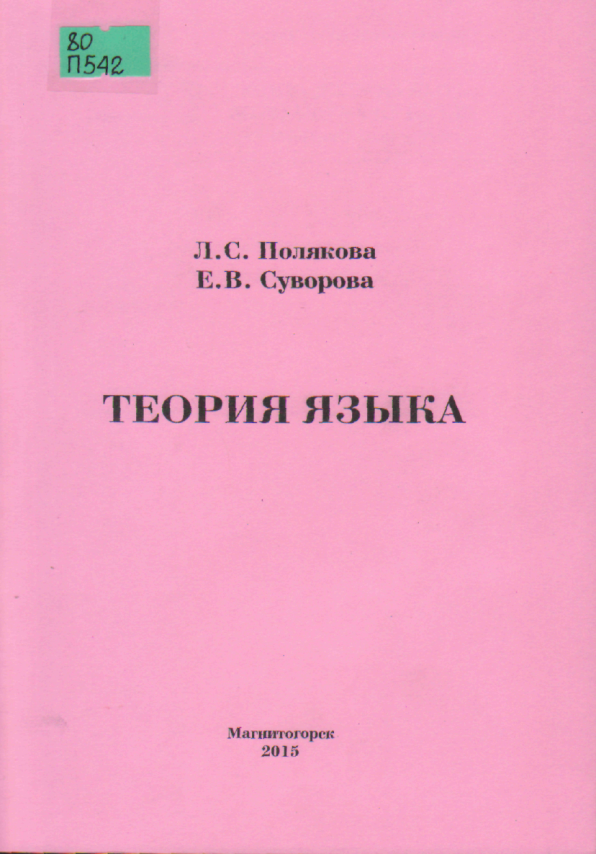 80
П542
Л.С. Полякова
Е.В. Суворова
ТЕОРИЯ ЯЗЫКА
Магнитогорск
2015